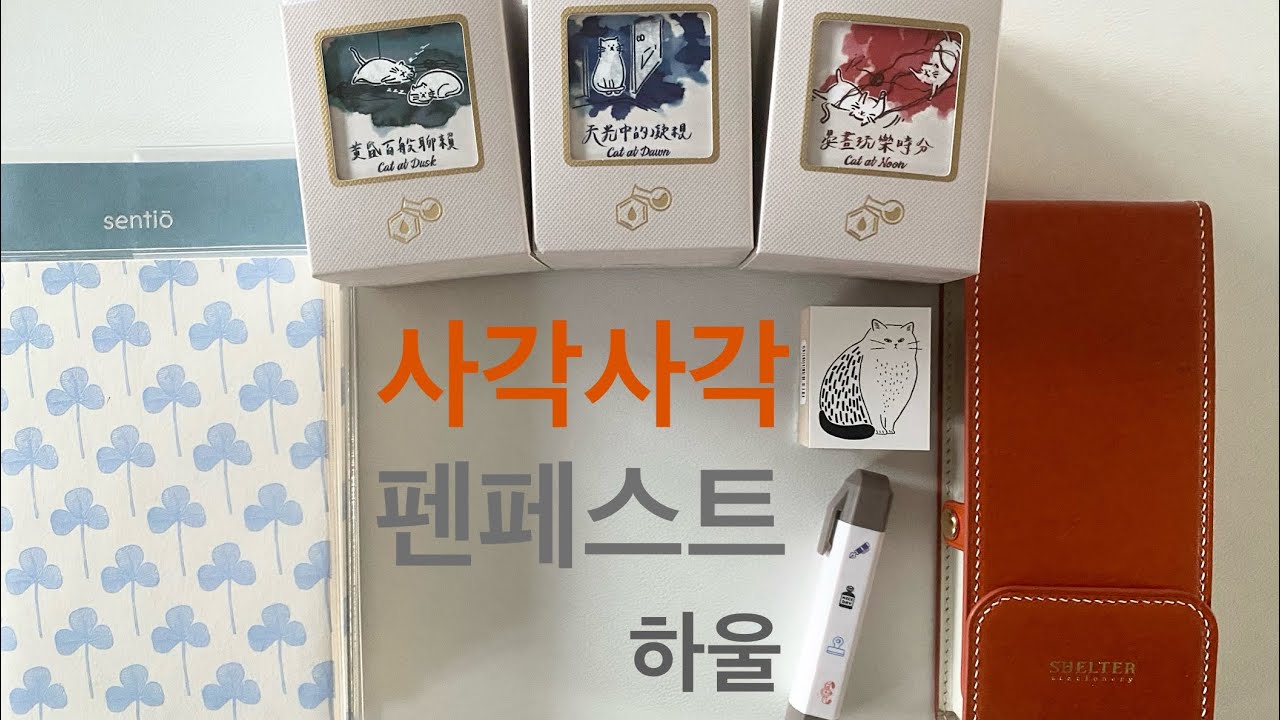 黃昏百般聊賴
Cat at Dusk
天光中的凝視
Cat at Dawn
晨晝玩樂時分
Cat at Noon
sentiō
사각사각
펜페스트
하울
SHELTER
stationery